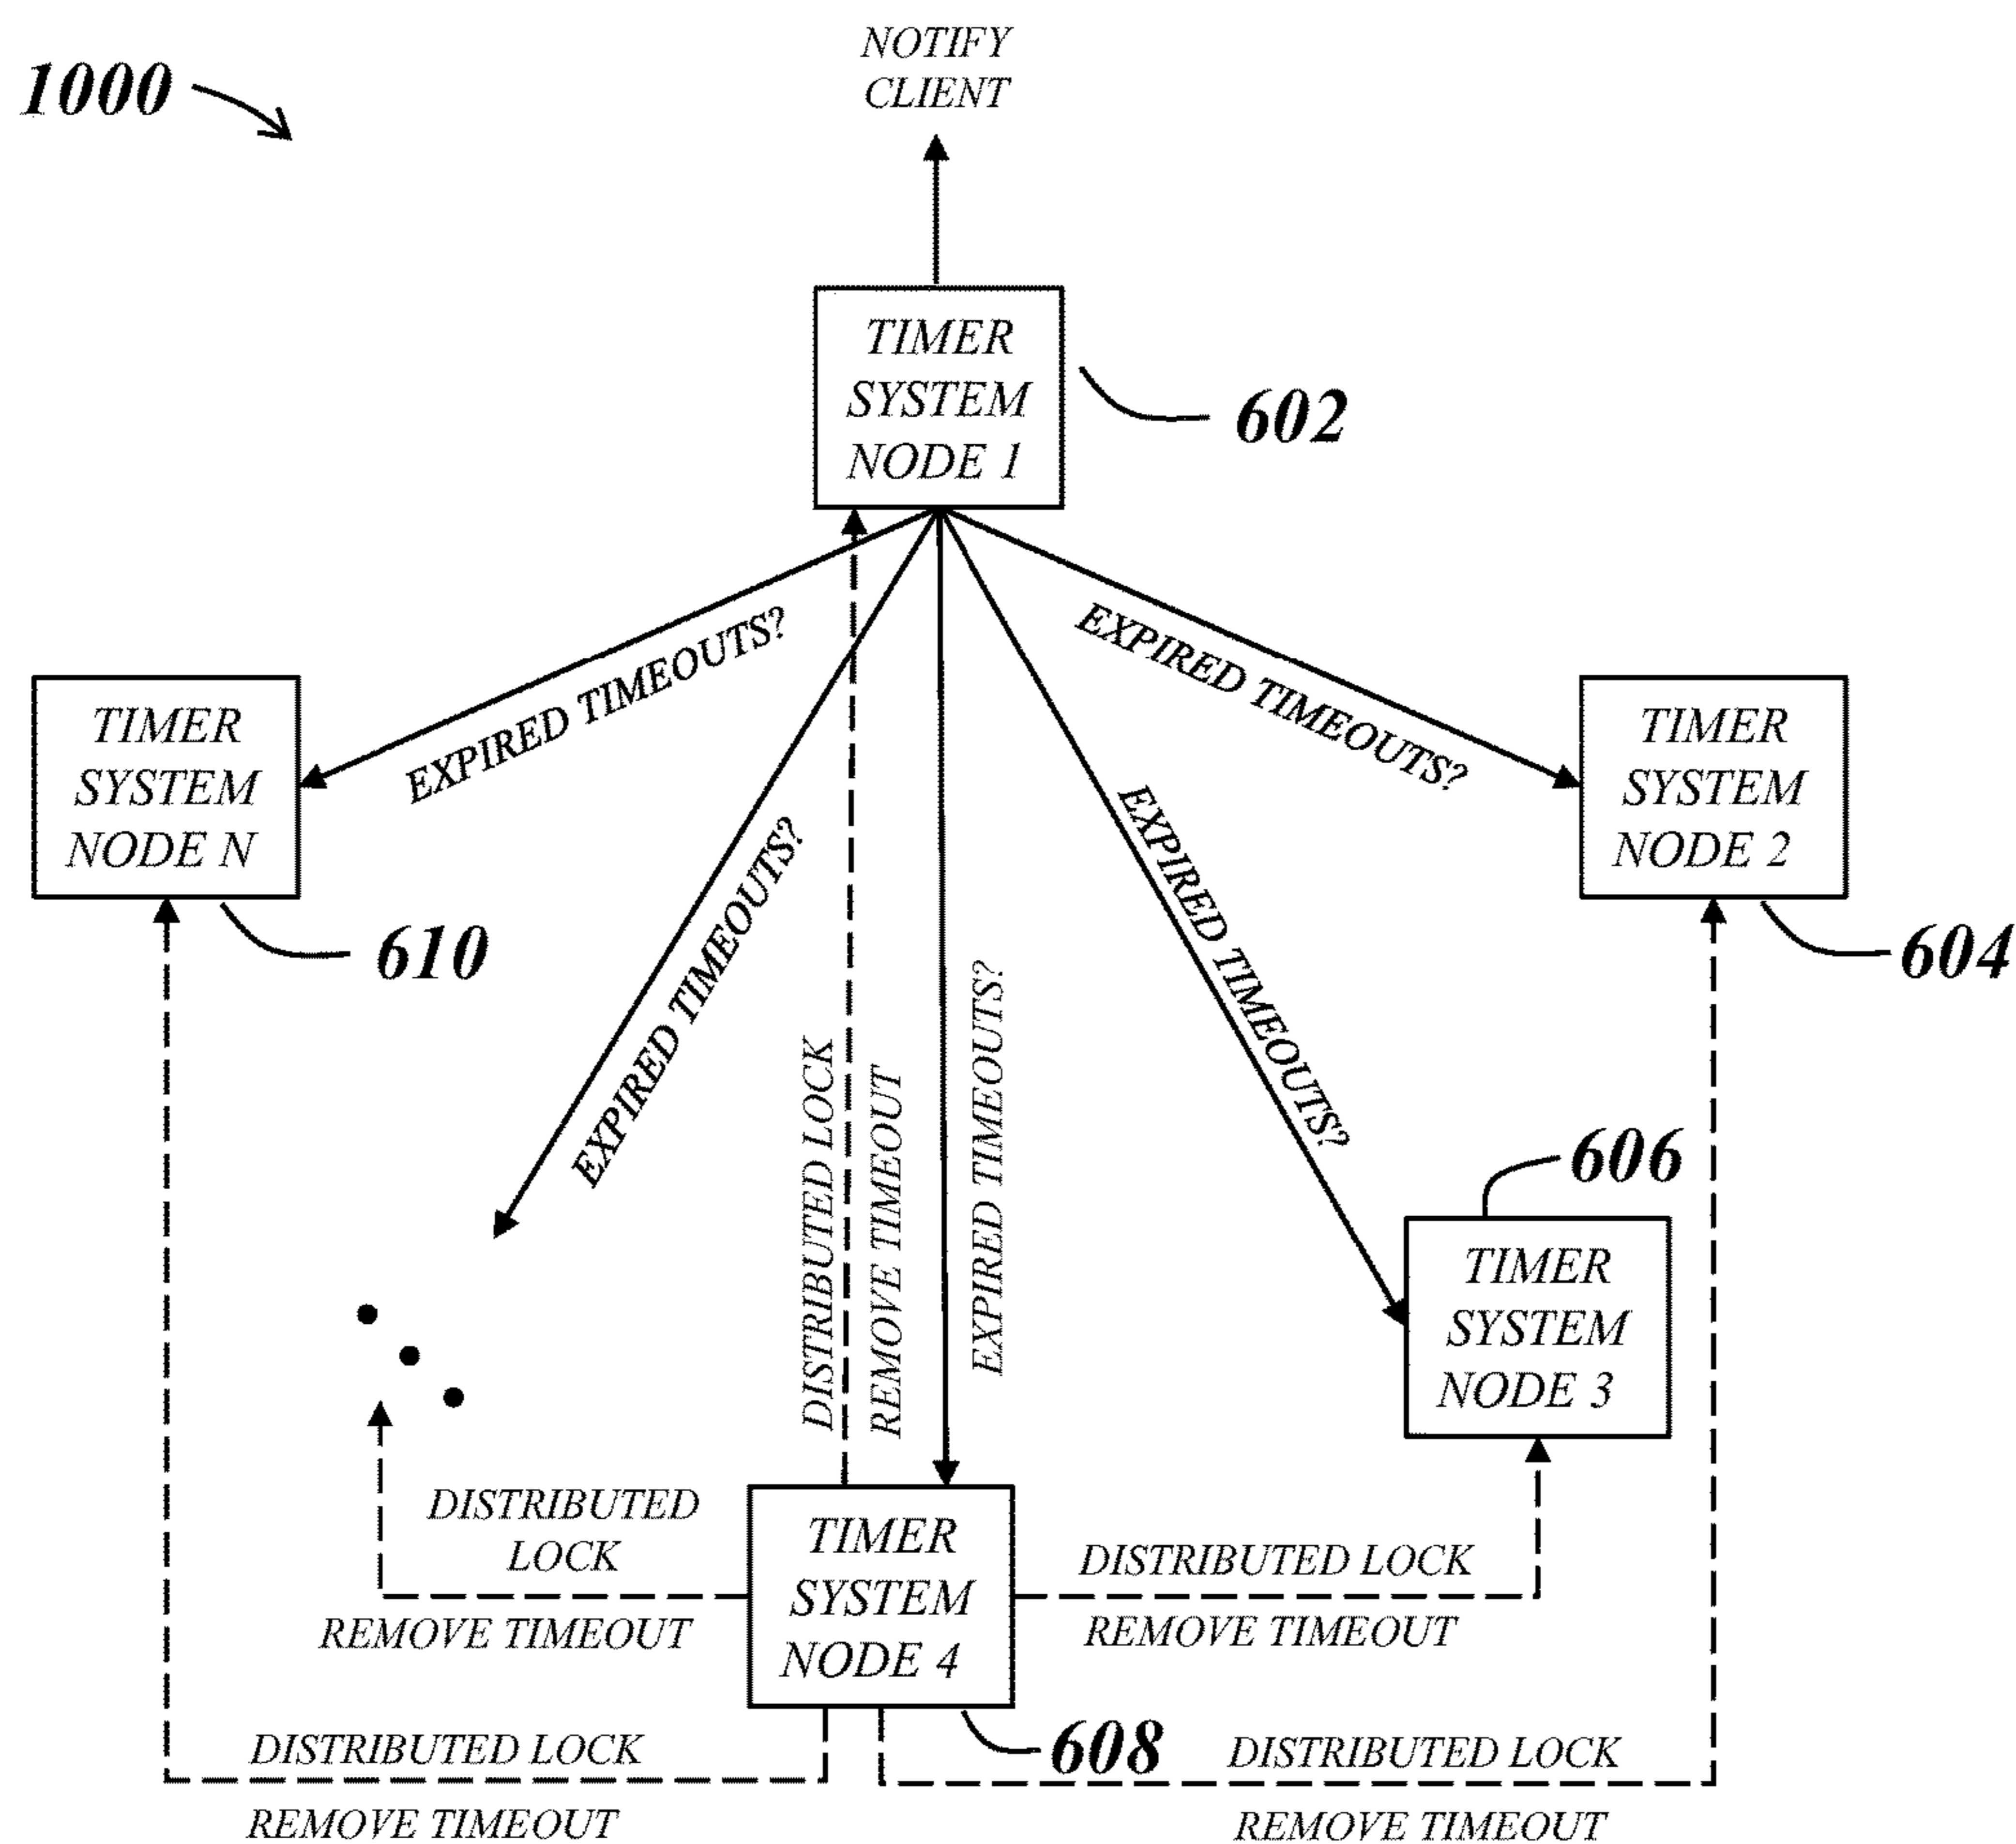 NOTIFY
CLIENT
1000
TIMER
SYSTEM
NODE 1
602
EXPIRED TIMEOUTS?
EXPIRED TIMEOUTS?
TIMER
SYSTEM
NODE N
610
TIMER
SYSTEM
NODE 2
604
EXPIRED TIMEOUTS?
EXPIRED TIMEOUTS?
EXPIRED TIMEOUTS?
DISTRIBUTED LOCK
REMOVE TIMEOUT
606
TIMER
SYSTEM
NODE 3
DISTRIBUTED
LOCK
REMOVE TIMEOUT
TIMER
SYSTEM
NODE 4
608
DISTRIBUTED LOCK
REMOVE TIMEOUT
DISTRIBUTED LOCK
REMOVE TIMEOUT
DISTRIBUTED LOCK
REMOVE TIMEOUT